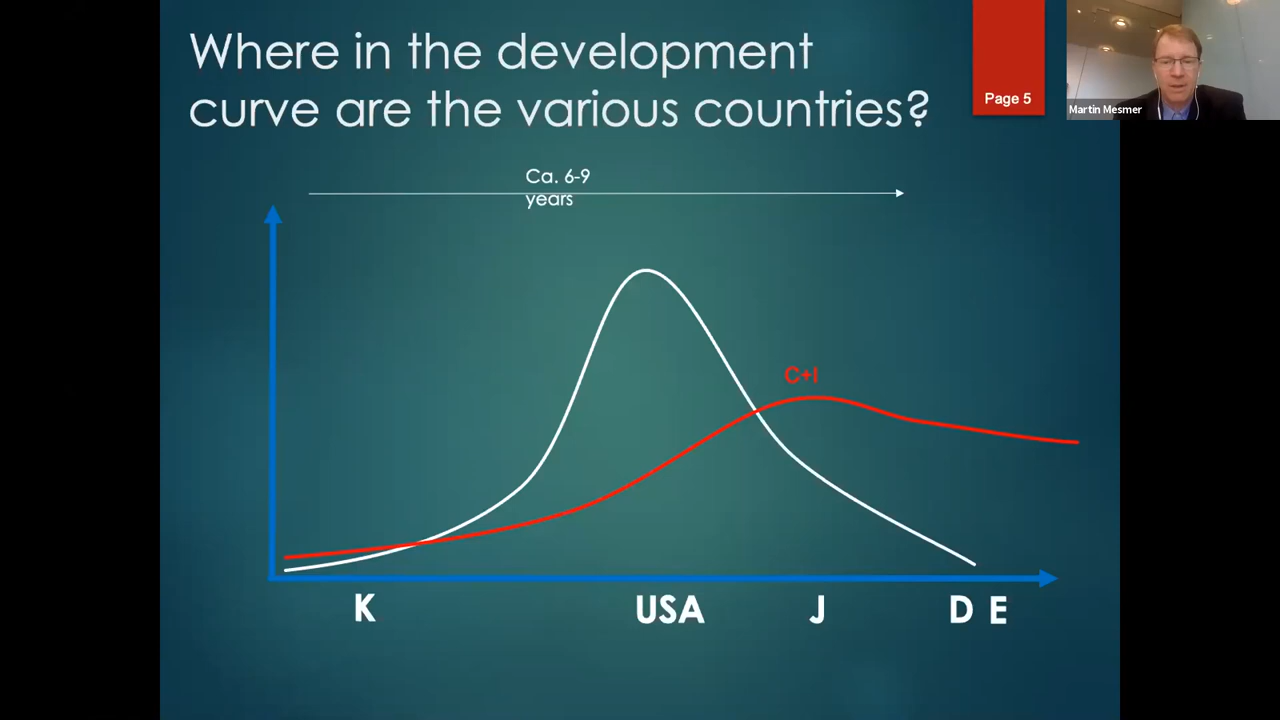 Where in the development
curve are the various countries?
Page 5
Martin Mesmer
Ca. 6-9
years
C+I
K
USA
J
D E